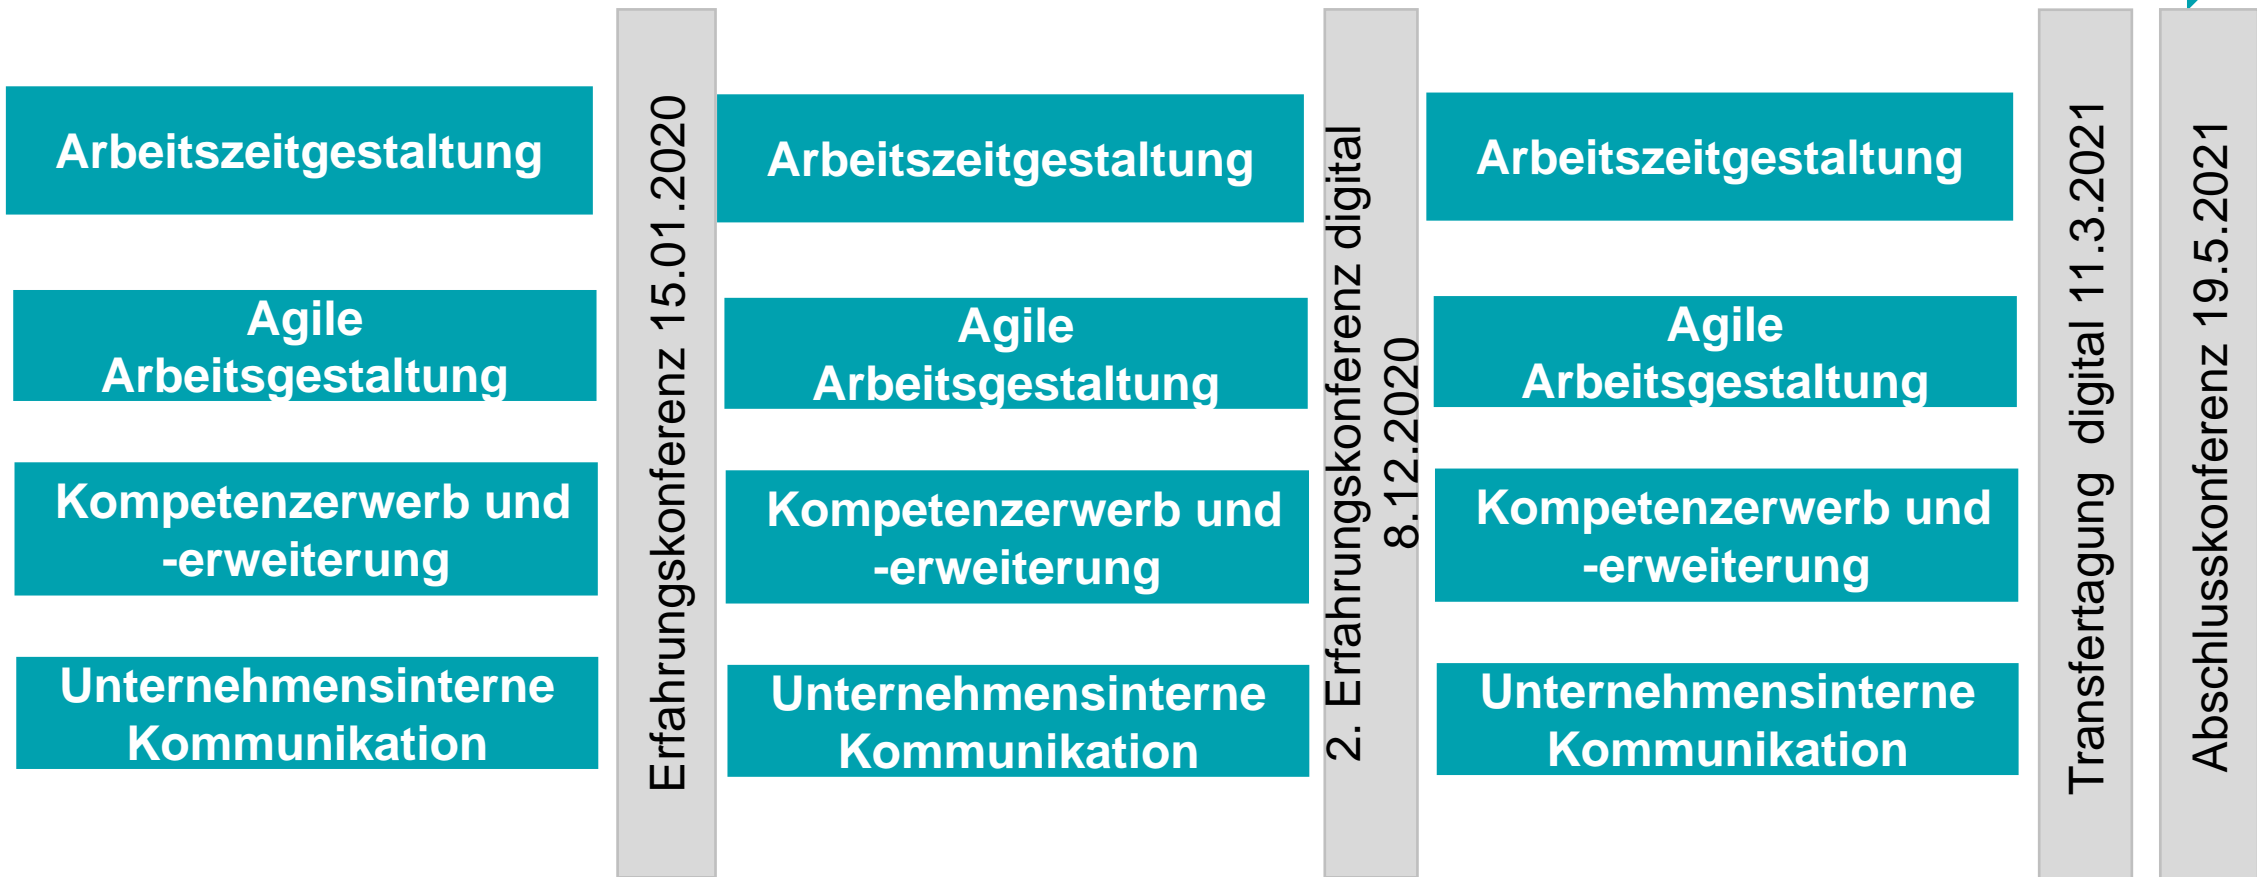 Arbeitszeitgestaltung
Agile
Arbeitsgestaltung
Kompetenzerwerb und
-erweiterung
Unternehmensinterne
Kommunikation
Erfahrungskonferenz 15.01.2020
Arbeitszeitgestaltung
Agile
Arbeitsgestaltung
Kompetenzerwerb und
-erweiterung
Unternehmensinterne
Kommunikation
2. Erfahrungskonferenz digital
8.12.2020
Arbeitszeitgestaltung
Agile
Arbeitsgestaltung
Kompetenzerwerb und
-erweiterung
Unternehmensinterne
Kommunikation
Transfertagung digital 11.3.2021
Abschlusskonferenz 19.5.2021